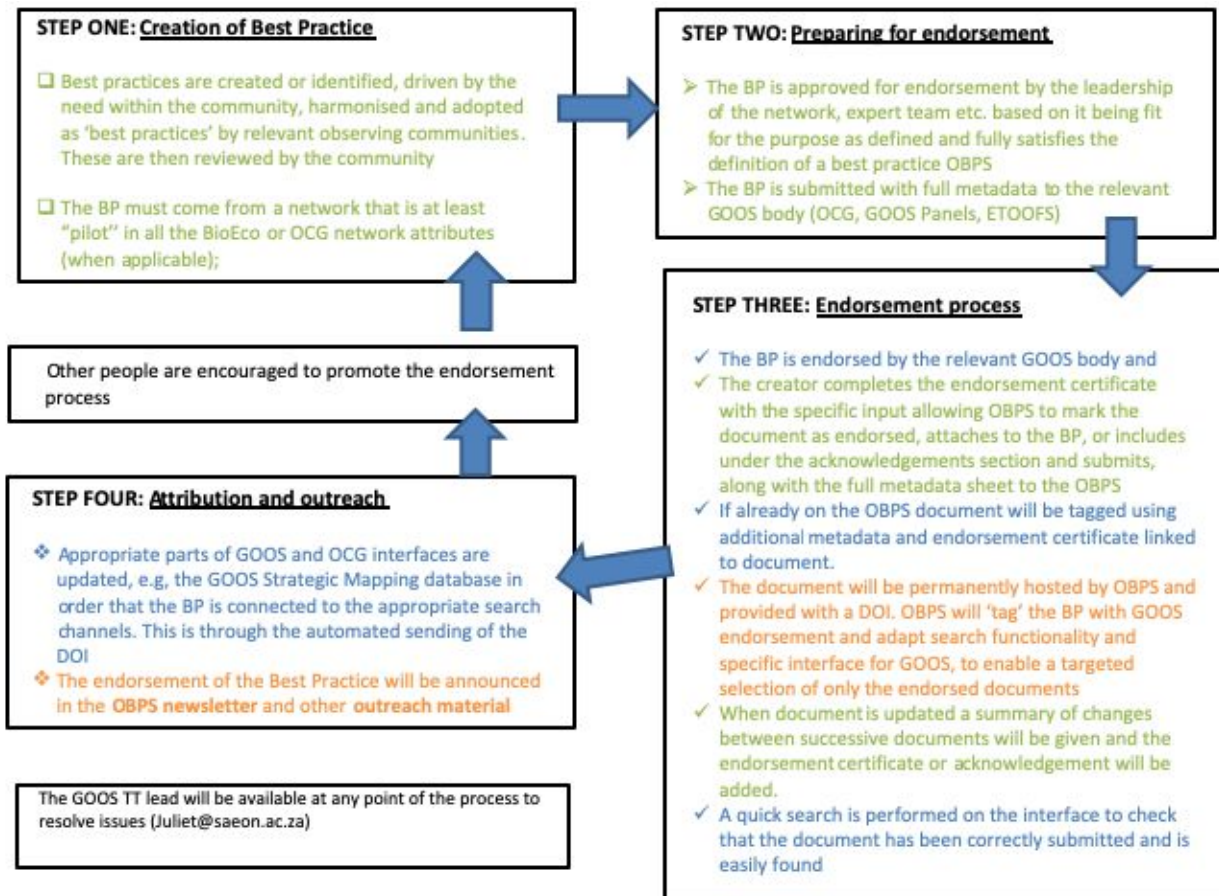 STEP ONE: Creation of Best Practice
❑ Best practices are created or identified, driven by the
need within the community, harmonised and adopted
as ‘best practices’ by relevant observing communities.
These are then reviewed by the community
❑ The BP must come from a network that is at least
“pilot” in all the BioEco or OCG network attributes
(when applicable);
STEP TWO: Preparing for endorsement
➢ The BP is approved for endorsement by the leadership
of the network, expert team etc. based on it being fit
for the purpose as defined and fully satisfies the
definition of a best practice OBPS
➢ The BP is submitted with full metadata to the relevant
GOOS body (OCG, GOOS Panels, ETOOFS)
STEP THREE: Endorsement process
✓ The BP is endorsed by the relevant GOOS body and
✓ The creator completes the endorsement certificate
with the specific input allowing OBPS to mark the
document as endorsed, attaches to the BP, or includes
under the acknowledgements section and submits,
along with the full metadata sheet to the OBPS
✓ If already on the OBPS document will be tagged using
additional metadata and endorsement certificate linked
to document.
✓ The document will be permanently hosted by OBPS and
provided with a DOI. OBPS will ‘tag’ the BP with GOOS
endorsement and adapt search functionality and
specific interface for GOOS, to enable a targeted
selection of only the endorsed documents
✓ When document is updated a summary of changes
between successive documents will be given and the
endorsement certificate or acknowledgement will be
added.
✓ A quick search is performed on the interface to check
that the document has been correctly submitted and is
easily found
STEP FOUR: Attribution and outreach
❖ Appropriate parts of GOOS and OCG interfaces are
updated, e.g, the GOOS Strategic Mapping database in
order that the BP is connected to the appropriate search
channels. This is through the automated sending of the
DOI
❖ The endorsement of the Best Practice will be announced
in the OBPS newsletter and other outreach material
Other people are encouraged to promote the endorsement
process
The GOOS TT lead will be available at any point of the process to
resolve issues (Juliet@saeon.ac.za)